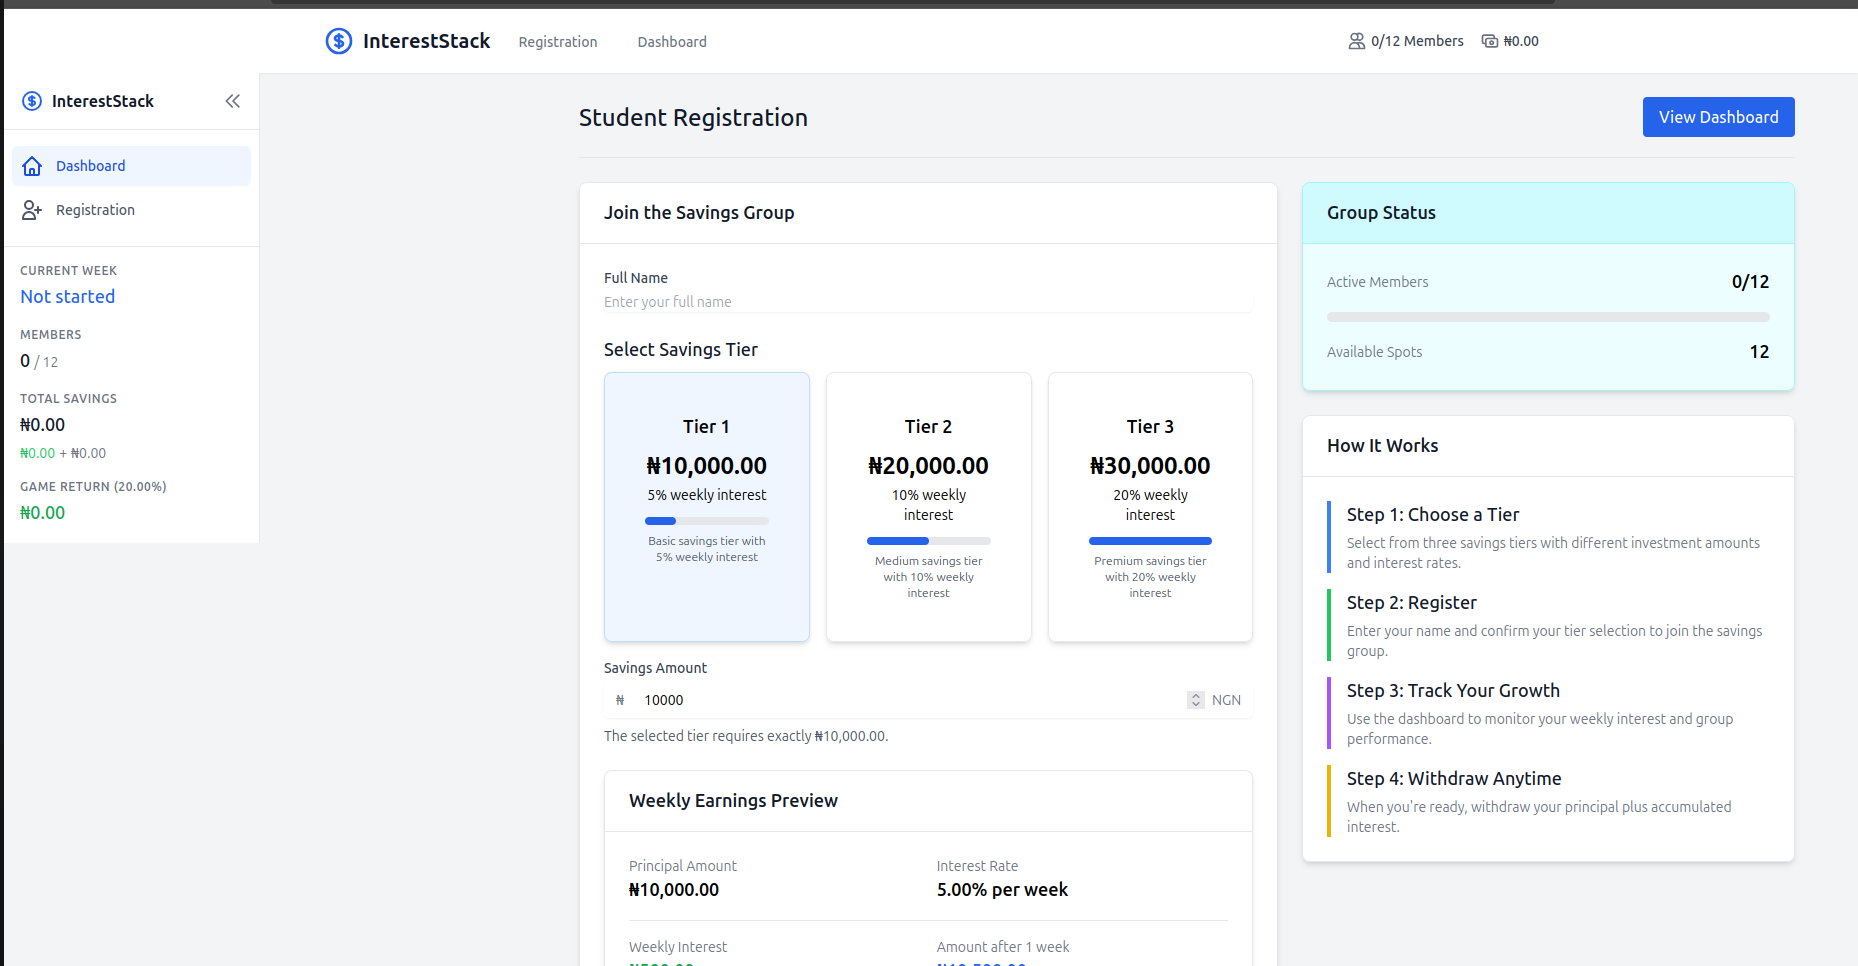 InterestStack Registration Dashboard 0/12 Members ₦0.00
InterestStack
Dashboard
Registration
CURRENT WEEK
Not started
MEMBERS
0 / 12
TOTAL SAVINGS
₦0.00
₦0.00 + ₦0.00
GAME RETURN (20.00%)
₦0.00
Student Registration
View Dashboard
Join the Savings Group
Full Name
Enter your full name
Select Savings Tier
Tier 1
₦10,000.00
5% weekly interest
Basic savings tier with
5% weekly interest
Tier 2
₦20,000.00
10% weekly
interest
Medium savings tier
with 10% weekly
interest
Tier 3
₦30,000.00
20% weekly
interest
Premium savings tier
with 20% weekly
interest
Savings Amount
₦ 10000 NGN
The selected tier requires exactly ₦10,000.00.
Weekly Earnings Preview
Principal Amount
₦10,000.00
Interest Rate
5.00% per week
Weekly Interest
Amount after 1 week
Group Status
Active Members 0/12
Available Spots 12
How It Works
Step 1: Choose a Tier
Select from three savings tiers with different investment amounts
and interest rates.
Step 2: Register
Enter your name and confirm your tier selection to join the savings
group.
Step 3: Track Your Growth
Use the dashboard to monitor your weekly interest and group
performance.
Step 4: Withdraw Anytime
When you're ready, withdraw your principal plus accumulated
interest.